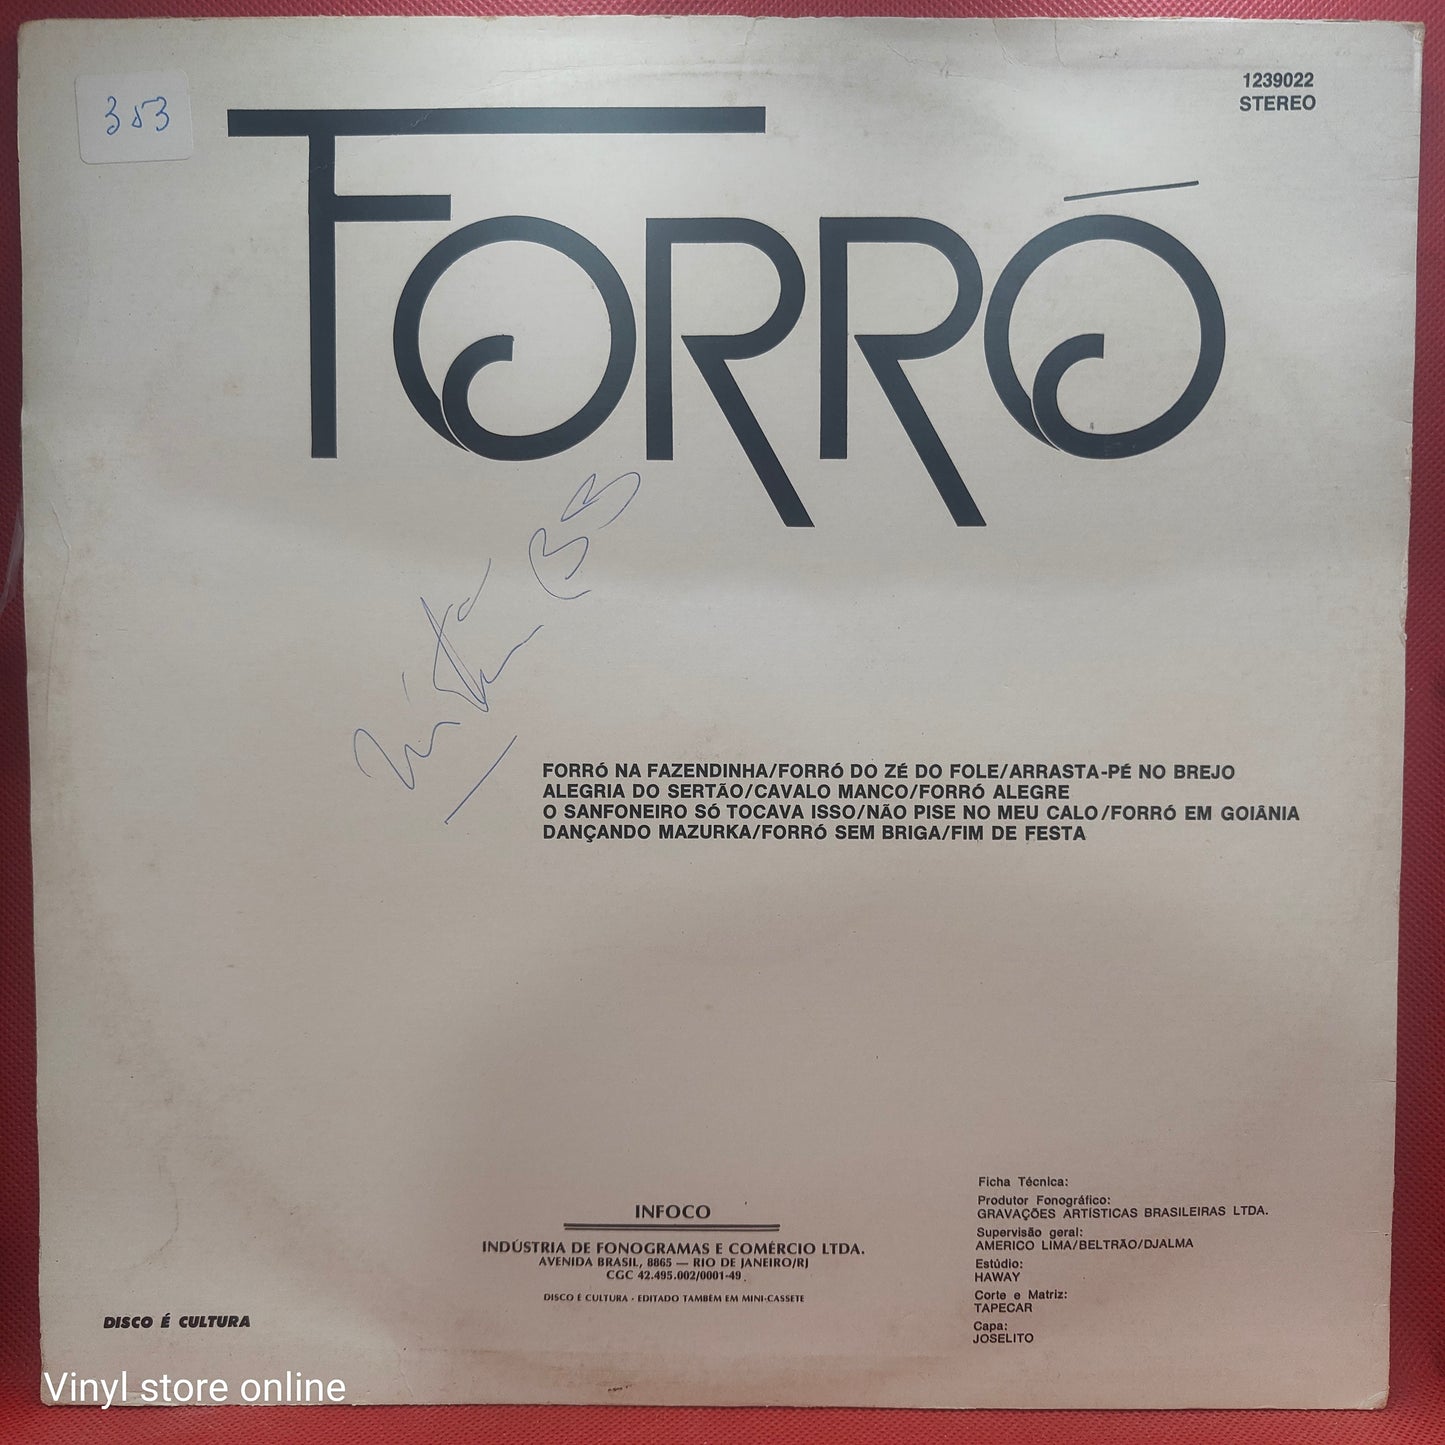 353
1239022
STEREO
FORRÓ
FORRÓ NA FAZENDINHA/FORRÓ DO ZÉ DO FOLE/ARRASTA-PÉ NO BREJO
ALEGRIA DO SERTÃO/CAVALO MANCO/FORRÓ ALEGRE
O SANFONEIRO SÓ TOCAVA ISSO/NÃO PISE NO MEU CALO/FORRÓ EM GOIÂNIA
DANÇANDO MAZURKA/FORRÓ SEM BRIGA/FIM DE FESTA
INFOCO
INDÚSTRIA DE FONOGRAMAS E COMÉRCIO LTDA.
AVENIDA BRASIL, 8865 — RIO DE JANEIRO/RJ
CGC 42.495.002/0001-49
DISCO É CULTURA - EDITADO TAMBÉM EM MINI-CASSETE
Ficha Técnica:
Produtor Fonográfico:
GRAVAÇÕES ARTÍSTICAS BRASILEIRAS LTDA.
Supervisão geral:
AMERICO LIMA/BELTRÃO/DJALMA
Estúdio:
HAWAY
Corte e Matriz:
TAPECAR
Capa:
JOSELITO
DISCO É CULTURA
Vinyl store online